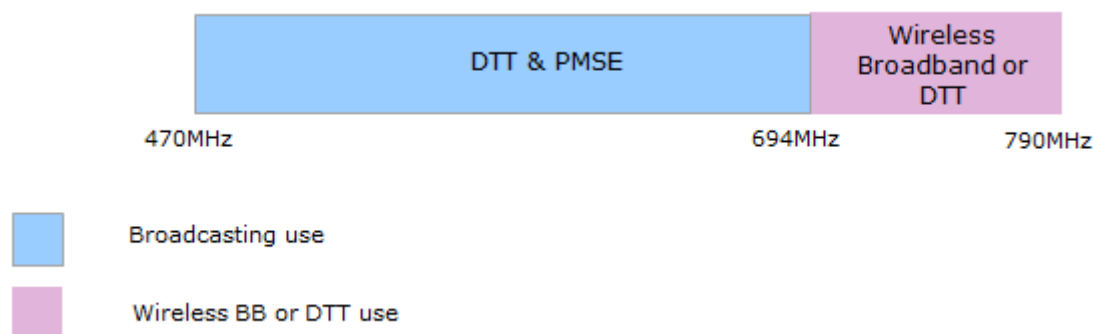 DTT & PMSE
Wireless
Broadband or
DTT
470MHz
694MHz
790MHz
Broadcasting use
Wireless BB or DTT use